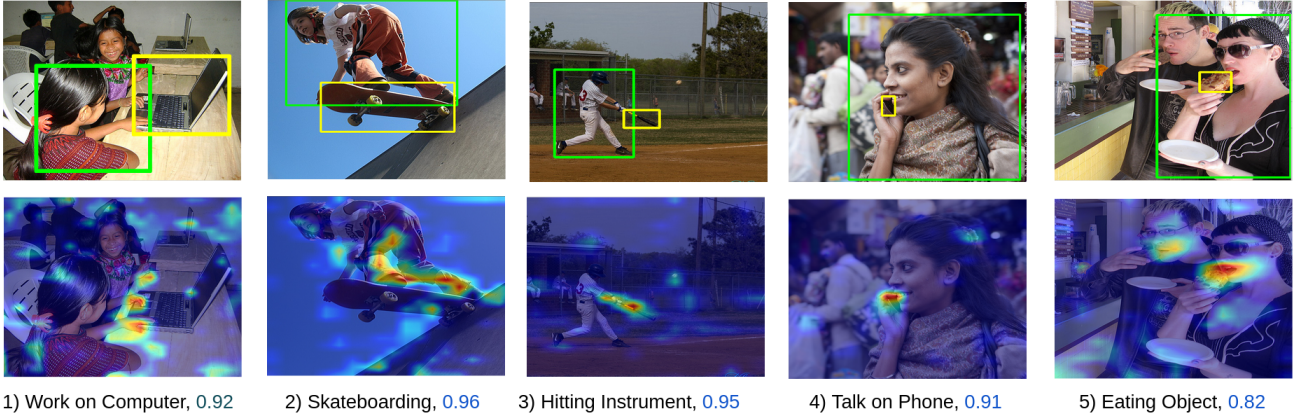 1) Work on Computer, 0.92
2) Skateboarding, 0.96
3) Hitting Instrument, 0.95
4) Talk on Phone, 0.91
5) Eating Object, 0.82